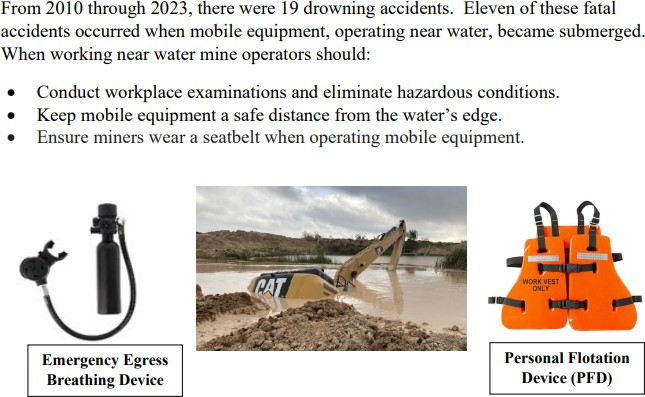 From 2010 through 2023, there were 19 drowning accidents.  Eleven of these fatal
accidents occurred when mobile equipment, operating near water, became submerged.
When working near water mine operators should:
• Conduct workplace examinations and eliminate hazardous conditions.
• Keep mobile equipment a safe distance from the water’s edge.
• Ensure miners wear a seatbelt when operating mobile equipment.
CAT
WORK VEST
ONLY
Emergency Egress
Breathing Device
Personal Flotation
Device (PFD)